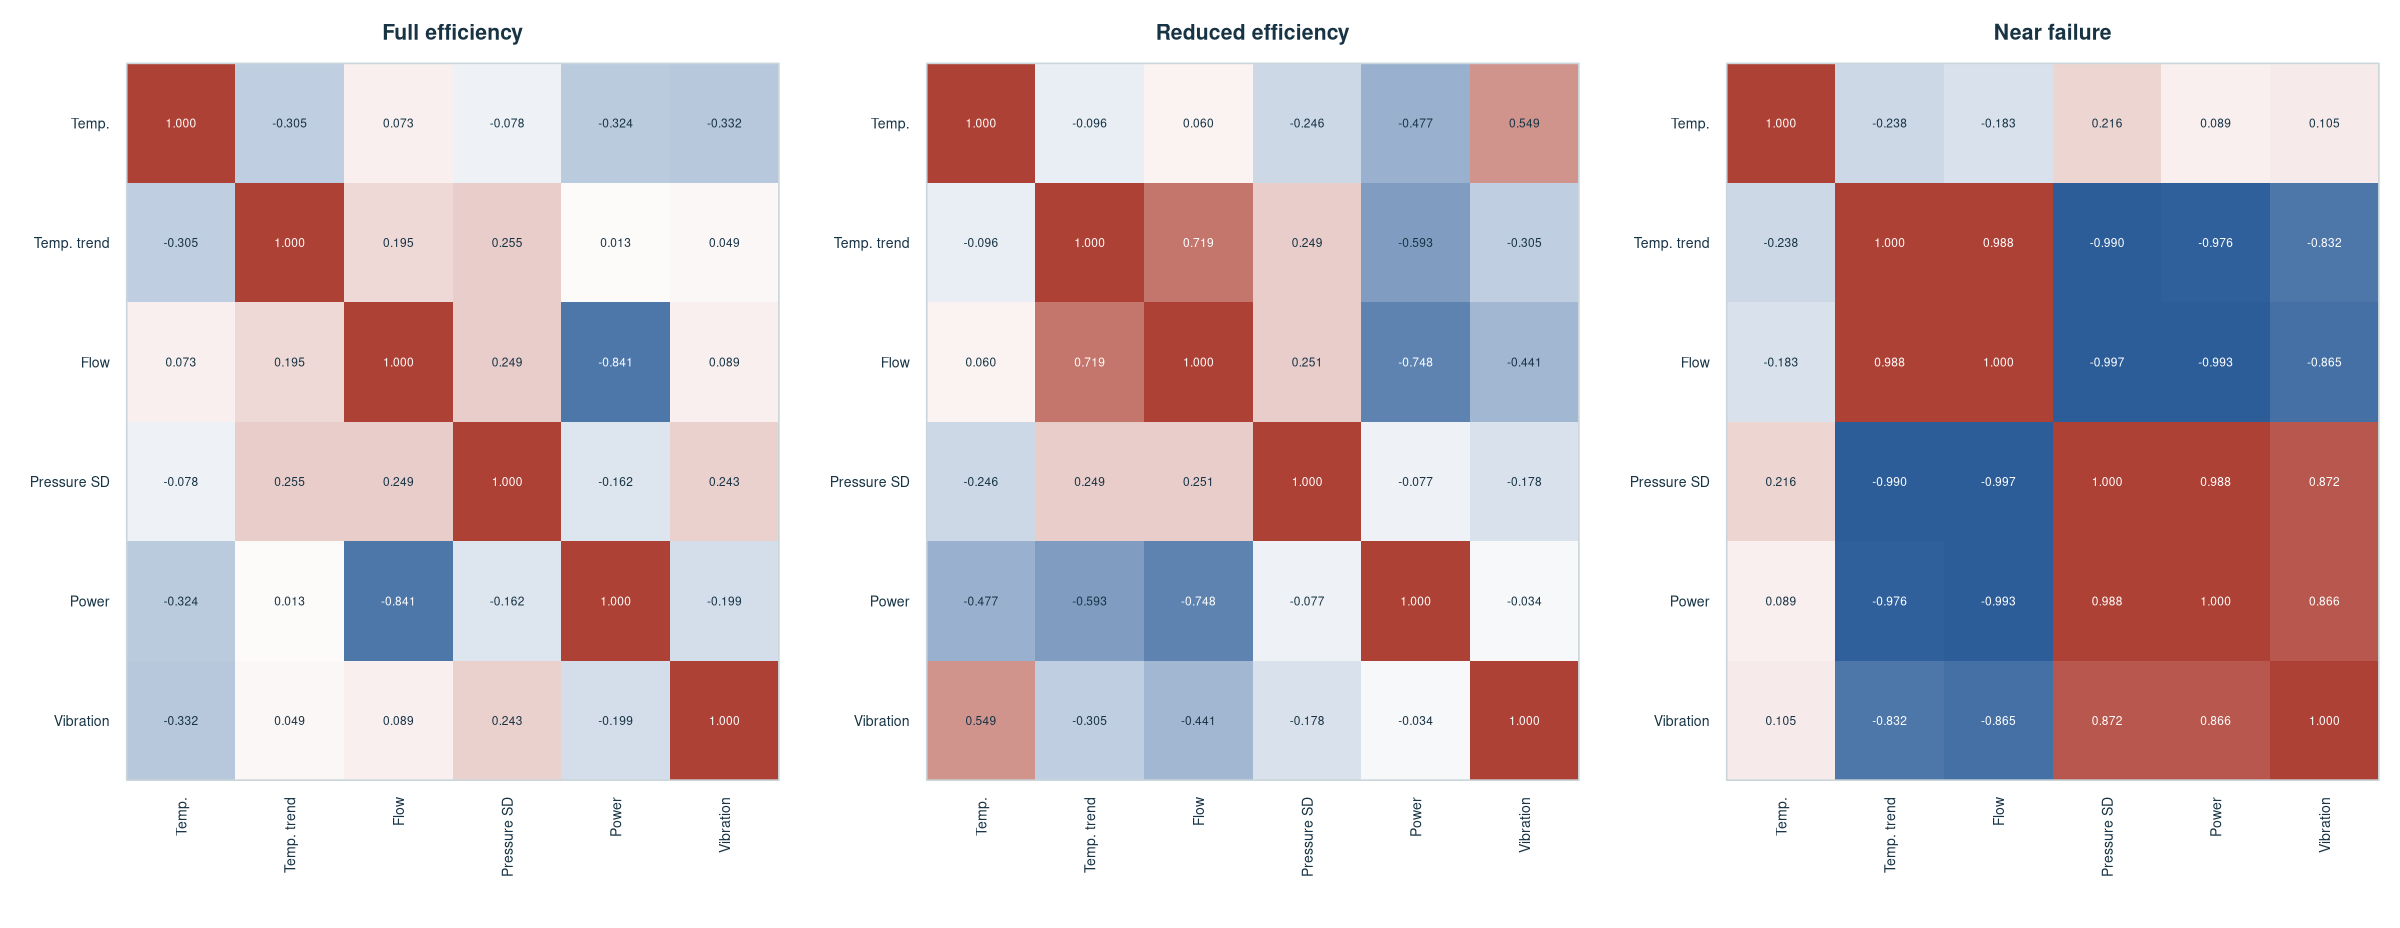 Full efficiency
Temp. 1.000 -0.305 0.073 -0.078 -0.324 -0.332
Temp. trend -0.305 1.000 0.195 0.255 0.013 0.049
Flow 0.073 0.195 1.000 0.249 -0.841 0.089
Pressure SD -0.078 0.255 0.249 1.000 -0.162 0.243
Power -0.324 0.013 -0.841 -0.162 1.000 -0.199
Vibration -0.332 0.049 0.089 0.243 -0.199 1.000
Temp. Temp. trend Flow Pressure SD Power Vibration
Reduced efficiency
Temp. 1.000 -0.096 0.060 -0.246 -0.477 0.549
Temp. trend -0.096 1.000 0.719 0.249 -0.593 -0.305
Flow 0.060 0.719 1.000 0.251 -0.748 -0.441
Pressure SD -0.246 0.249 0.251 1.000 -0.077 -0.178
Power -0.477 -0.593 -0.748 -0.077 1.000 -0.034
Vibration 0.549 -0.305 -0.441 -0.178 -0.034 1.000
Temp. Temp. trend Flow Pressure SD Power Vibration
Near failure
Temp. 1.000 -0.238 -0.183 0.216 0.089 0.105
Temp. trend -0.238 1.000 0.988 -0.990 -0.976 -0.832
Flow -0.183 0.988 1.000 -0.997 -0.993 -0.865
Pressure SD 0.216 -0.990 -0.997 1.000 0.988 0.872
Power 0.089 -0.976 -0.993 0.988 1.000 0.866
Vibration 0.105 -0.832 -0.865 0.872 0.866 1.000
Temp. Temp. trend Flow Pressure SD Power Vibration